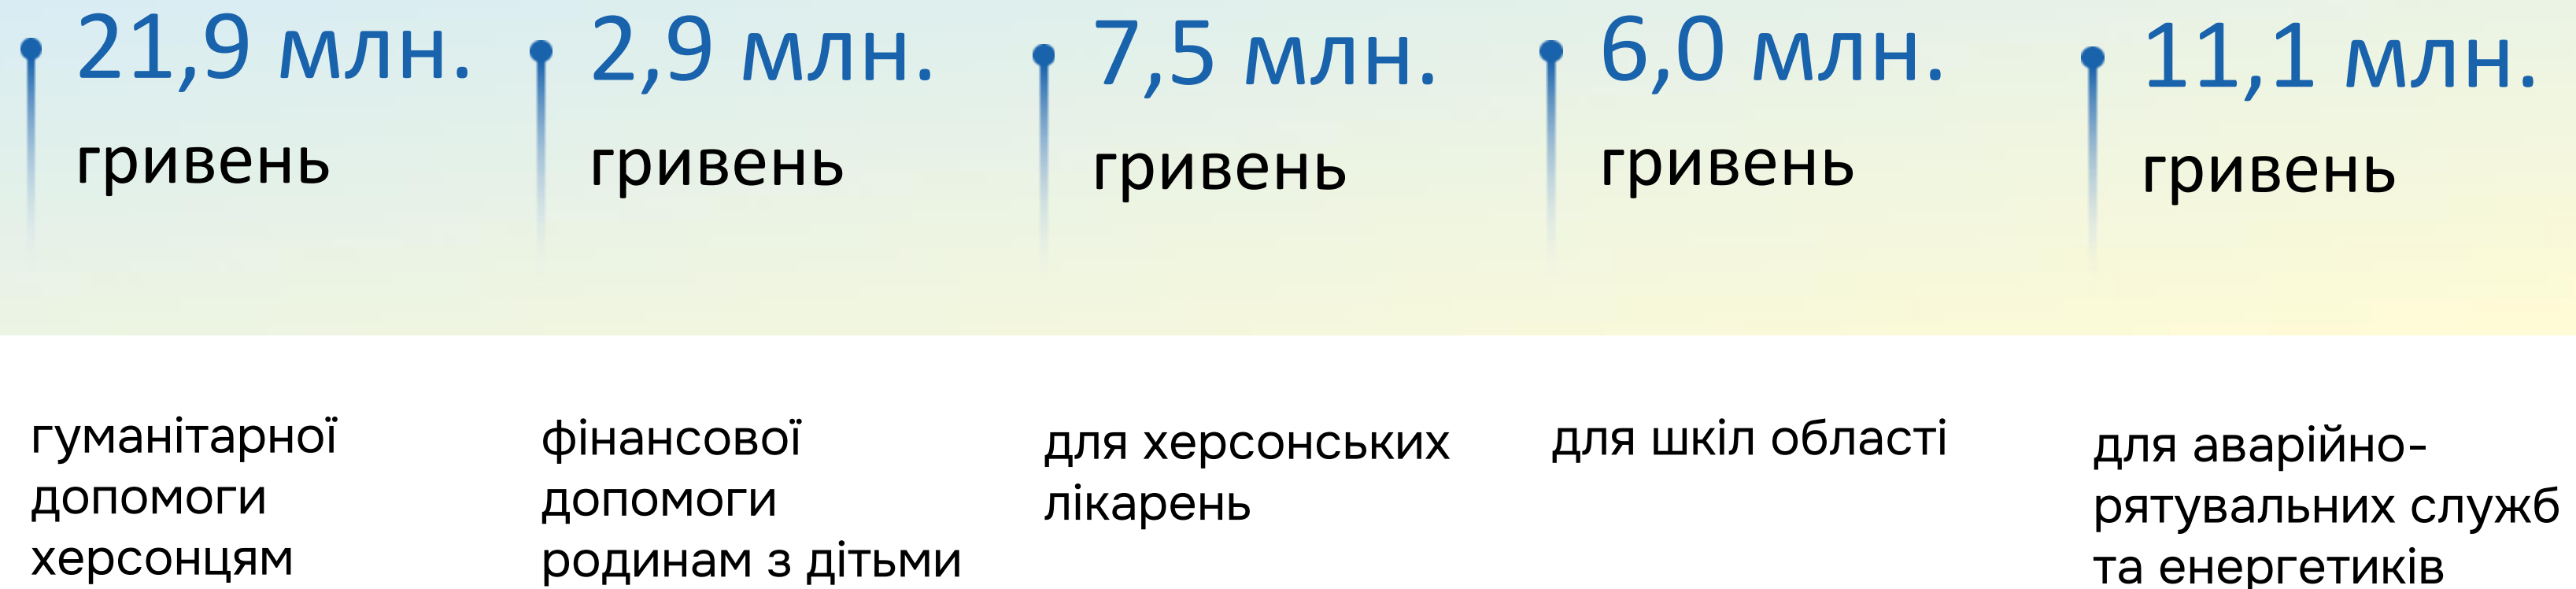 21,9 млн.
гривень
гуманітарної
допомоги
херсонцям
2,9 млн.
гривень
фінансової
допомоги
родинам з дітьми
7,5 млн.
гривень
для херсонських
лікарень
6,0 млн.
гривень
для шкіл області
11,1 млн.
гривень
для аварійно-
рятувальних служб
та енергетиків